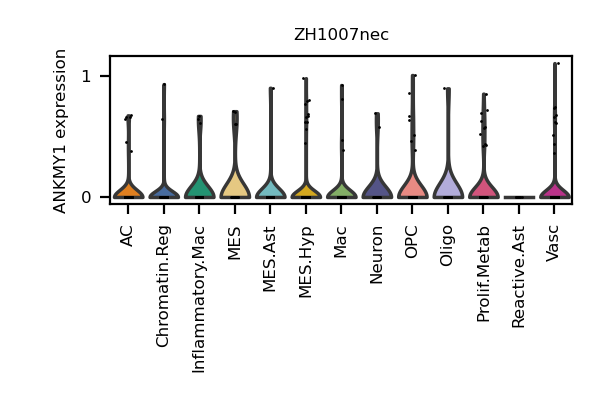 ZH1007nec
ANKMY1 expression
1
0
AC
Chromatin.Reg
Inflammatory.Mac
MES
MES.Ast
MES.Hyp
Mac
Neuron
OPC
Oligo
Prolif.Metab
Reactive.Ast
Vasc